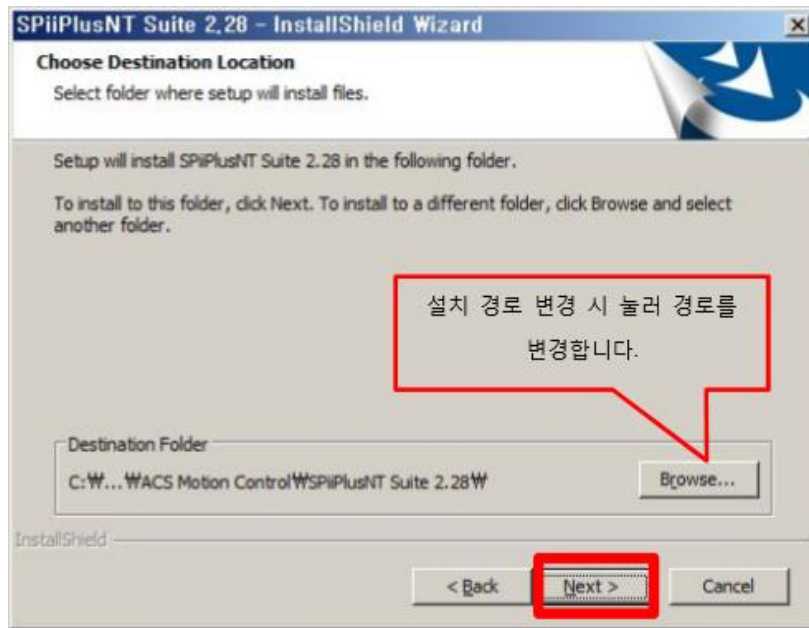 SPiiPlusNT Suite 2,28 - InstallShield Wizard
Choose Destination Location
Select folder where setup will install files.
Setup will install SPiiPlusNT Suite 2.28 in the following folder.
To install to this folder, click Next. To install to a different folder, click Browse and select
another folder.
설치 경로 변경 시 눌러 경로를
변경합니다.
Destination Folder
C:₩...₩ACS Motion Control₩SPiiPlusNT Suite 2.28₩
Browse...
InstallShield
< Back
Next >
Cancel